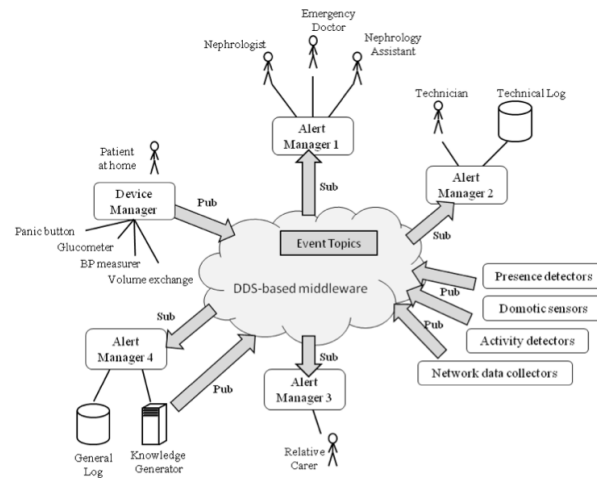 Emergency
Doctor
Nephrologist
Nephrology
Assistant
Technician
Technical Log
Alert
Manager 1
Patient
at home
Alert
Manager 2
Device
Manager
Pub
Sub
Sub
Panic button
Glucometer
BP measurer
Volume exchange
Event Topics
DDS-based middleware
Presence detectors
Pub
Domotic sensors
Pub
Activity detectors
Network data collectors
Sub
Alert
Manager 4
Pub
Sub
Alert
Manager 3
General
Log
Knowledge
Generator
Relative
Carer